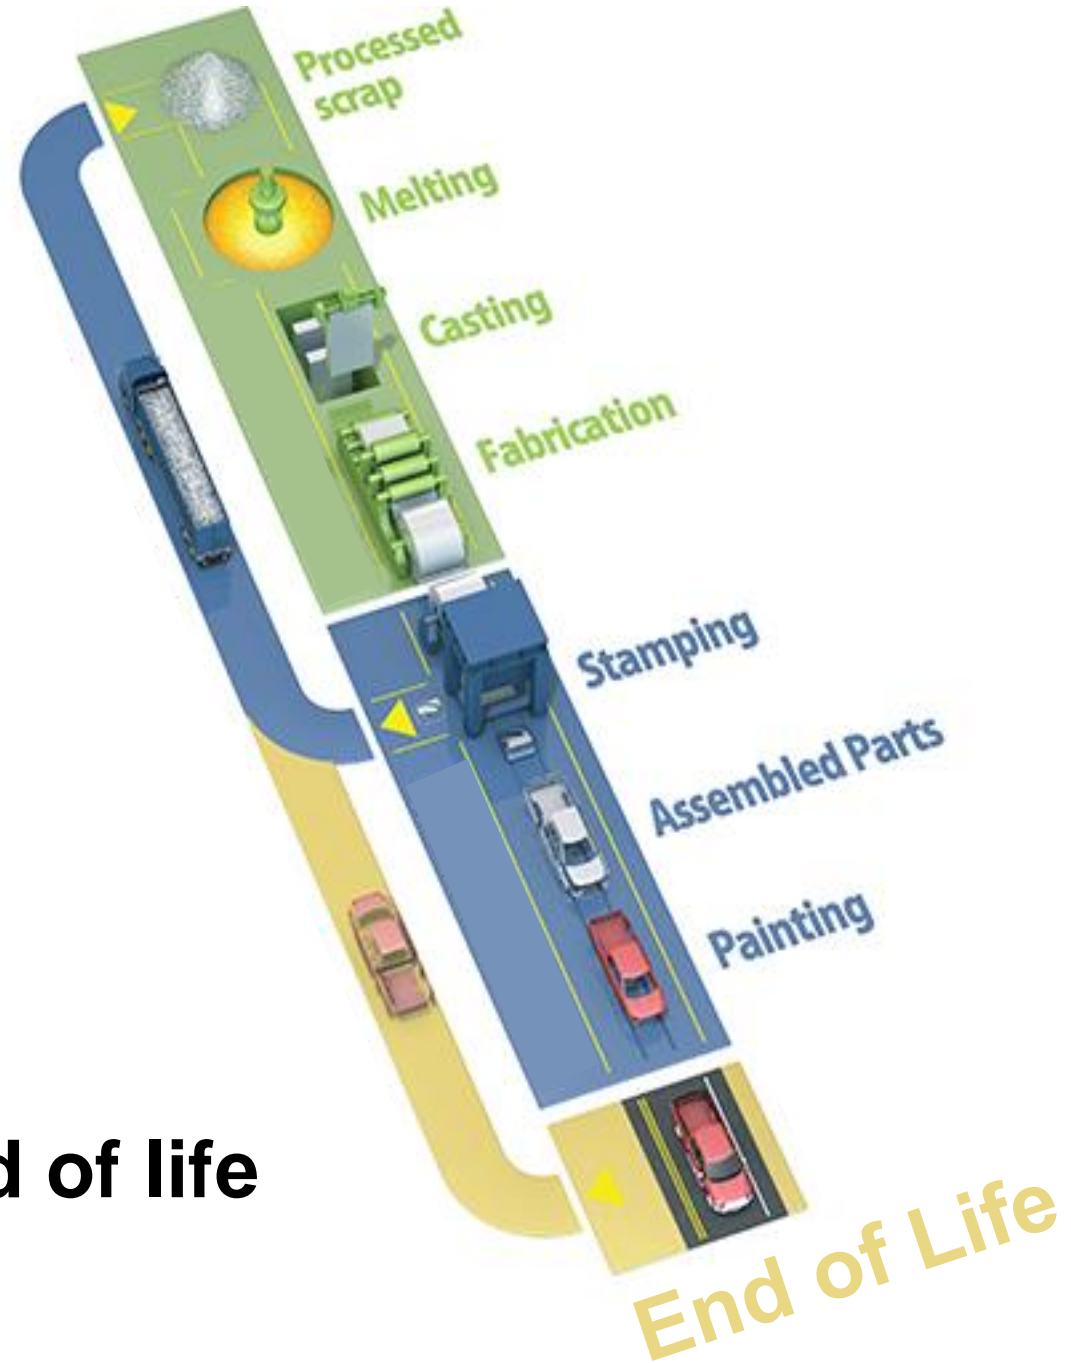 Processed
scrap
Melting
Casting
Fabrication
Stamping
Assembled Parts
Painting
of life
End of Life